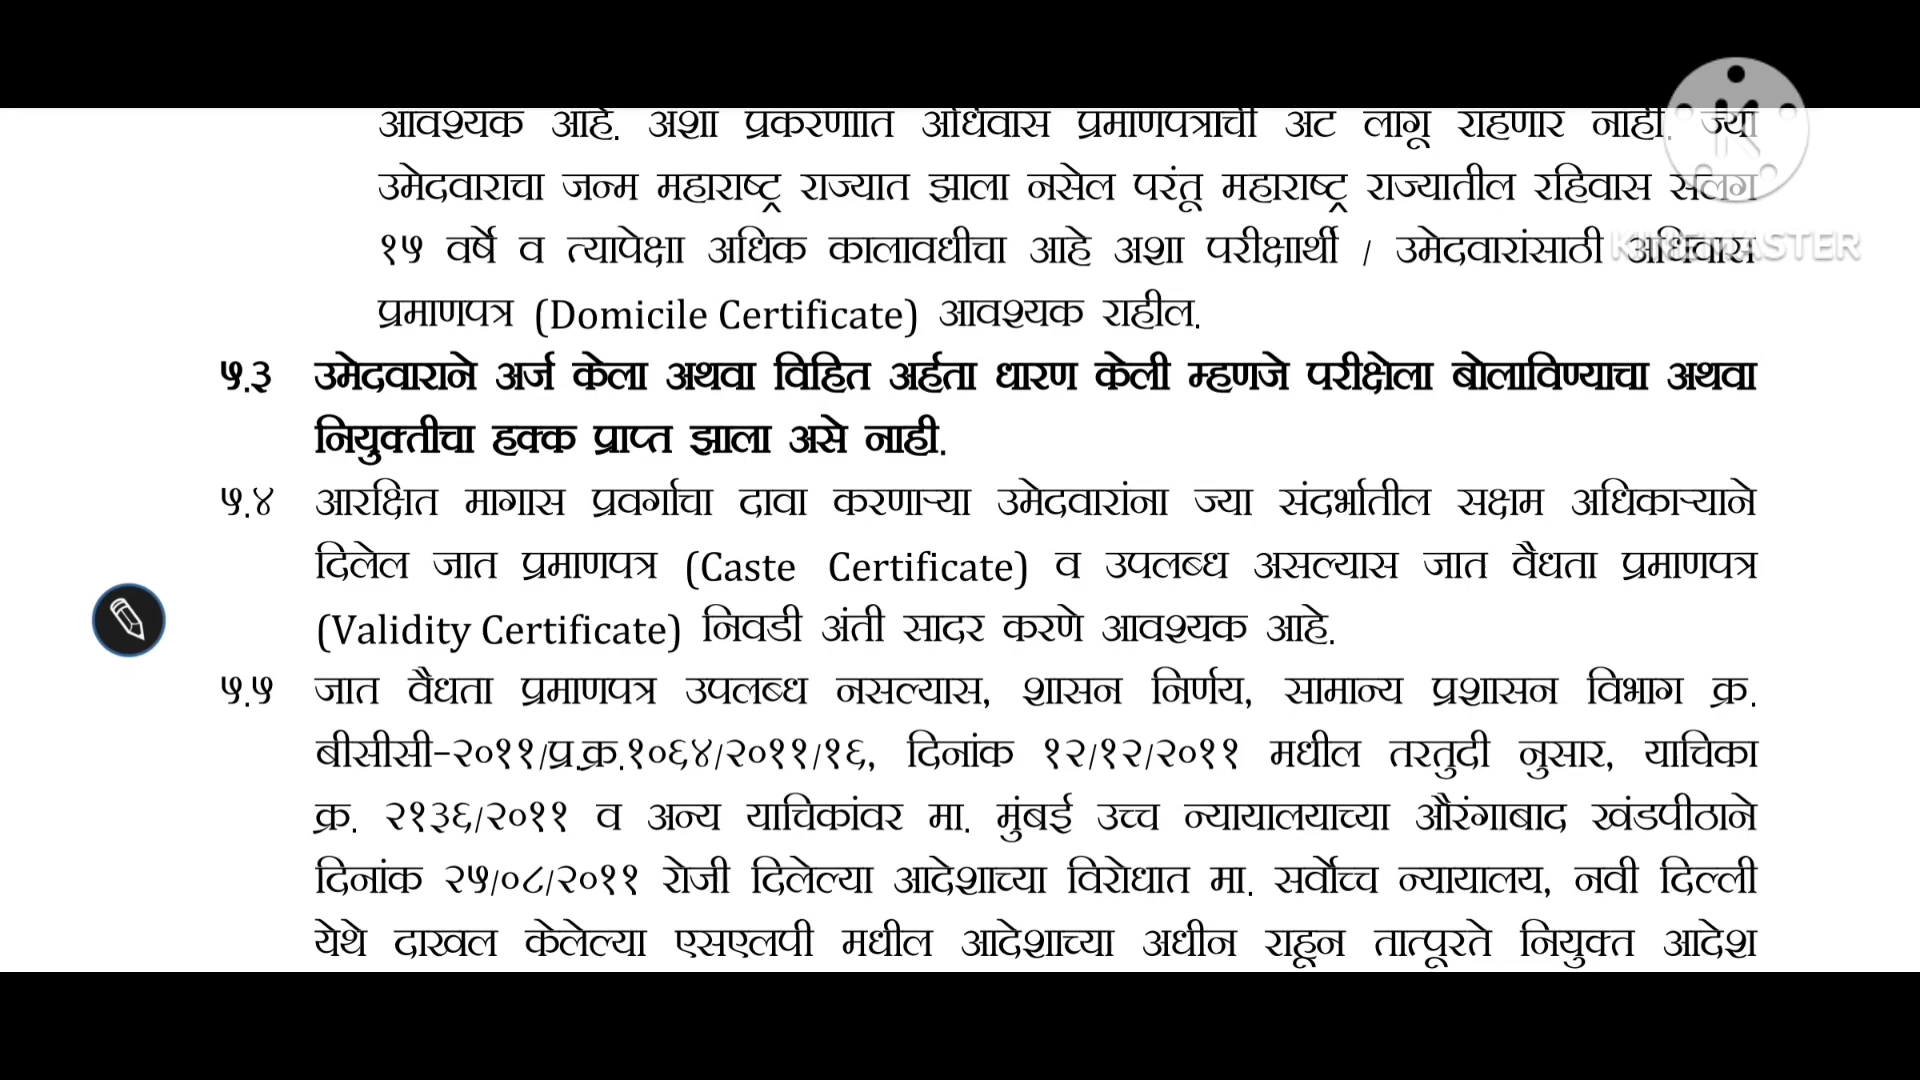 आवश्यक आहे. अशा प्रकरणात अधिवास प्रमाणपत्राची अट लागू राहणार नाही. ज्या
उमेदवाराचा जन्म महाराष्ट्र राज्यात झाला नसेल परंतू महाराष्ट्र राज्यातील रहिवास सलग
१५ वर्षे व त्यापेक्षा अधिक कालावधीचा आहे अशा परीक्षार्थी / उमेदवारांसाठी अधिवास
KINEMASTER
प्रमाणपत्र (Domicile Certificate) आवश्यक राहील.
५.३ उमेदवाराने अर्ज केला अथवा विहित अर्हता धारण केली म्हणजे परीक्षेला बोलाविण्याचा अथवा
नियुक्तीचा हक्क प्राप्त झाला असे नाही.
५.४ आरक्षित मागास प्रवर्गाचा दावा करणाऱ्या उमेदवारांना ज्या संदर्भातील सक्षम अधिकाऱ्याने
दिलेल जात प्रमाणपत्र (Caste Certificate) व उपलब्ध असल्यास जात वैधता प्रमाणपत्र
(Validity Certificate) निवडी अंती सादर करणे आवश्यक आहे.
५.५ जात वैधता प्रमाणपत्र उपलब्ध नसल्यास, शासन निर्णय, सामान्य प्रशासन विभाग क्र.
बीसीसी-२०११/प्र.क्र.१०६४/२०११/१६, दिनांक १२/१२/२०११ मधील तरतुदी नुसार, याचिका
क्र. २१३६/२०११ व अन्य याचिकांवर मा. मुंबई उच्च न्यायालयाच्या औरंगाबाद खंडपीठाने
दिनांक २५/०८/२०११ रोजी दिलेल्या आदेशाच्या विरोधात मा. सर्वोच्च न्यायालय, नवी दिल्ली
येथे दाखल केलेल्या एसएलपी मधील आदेशाच्या अधीन राहून तात्पूरते नियुक्त आदेश